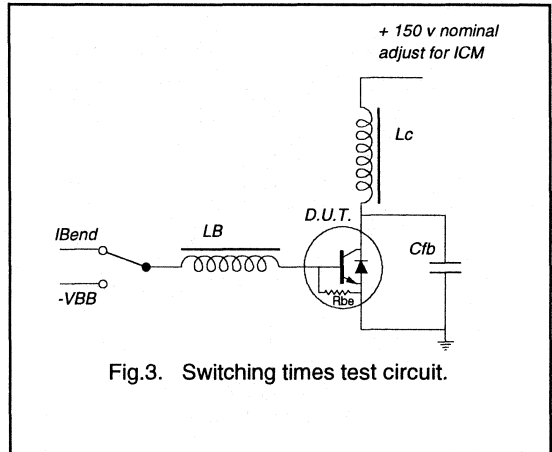 + 150 v nominal
adjust for ICM
Lc
D.U.T.
LB
IBend
Cfb
-VBB
Rbe
Fig.3. Switching times test circuit.